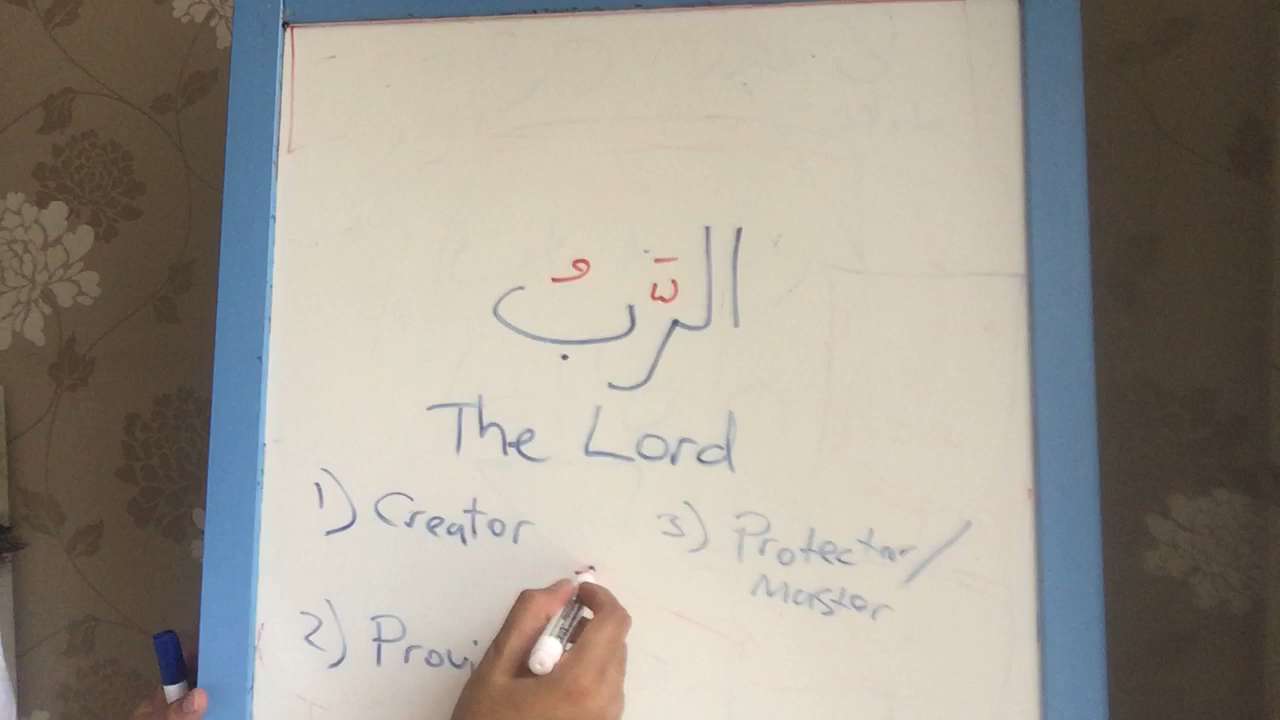 الرَّبُ
The Lord
1) Creator
2) Provi
3) Protector/
Master